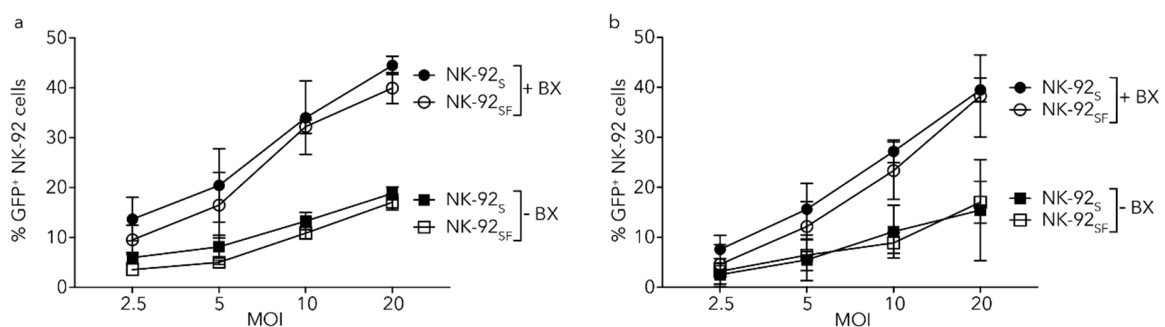 a
50
40
30
20
10
0
% GFP⁺ NK-92 cells
2.5 5 10 20
MOI
NK-92S
NK-92SF
+ BX
NK-92S
NK-92SF
- BX
b
50
40
30
20
10
0
% GFP⁺ NK-92 cells
2.5 5 10 20
MOI
NK-92S
NK-92SF
+ BX
NK-92S
NK-92SF
- BX